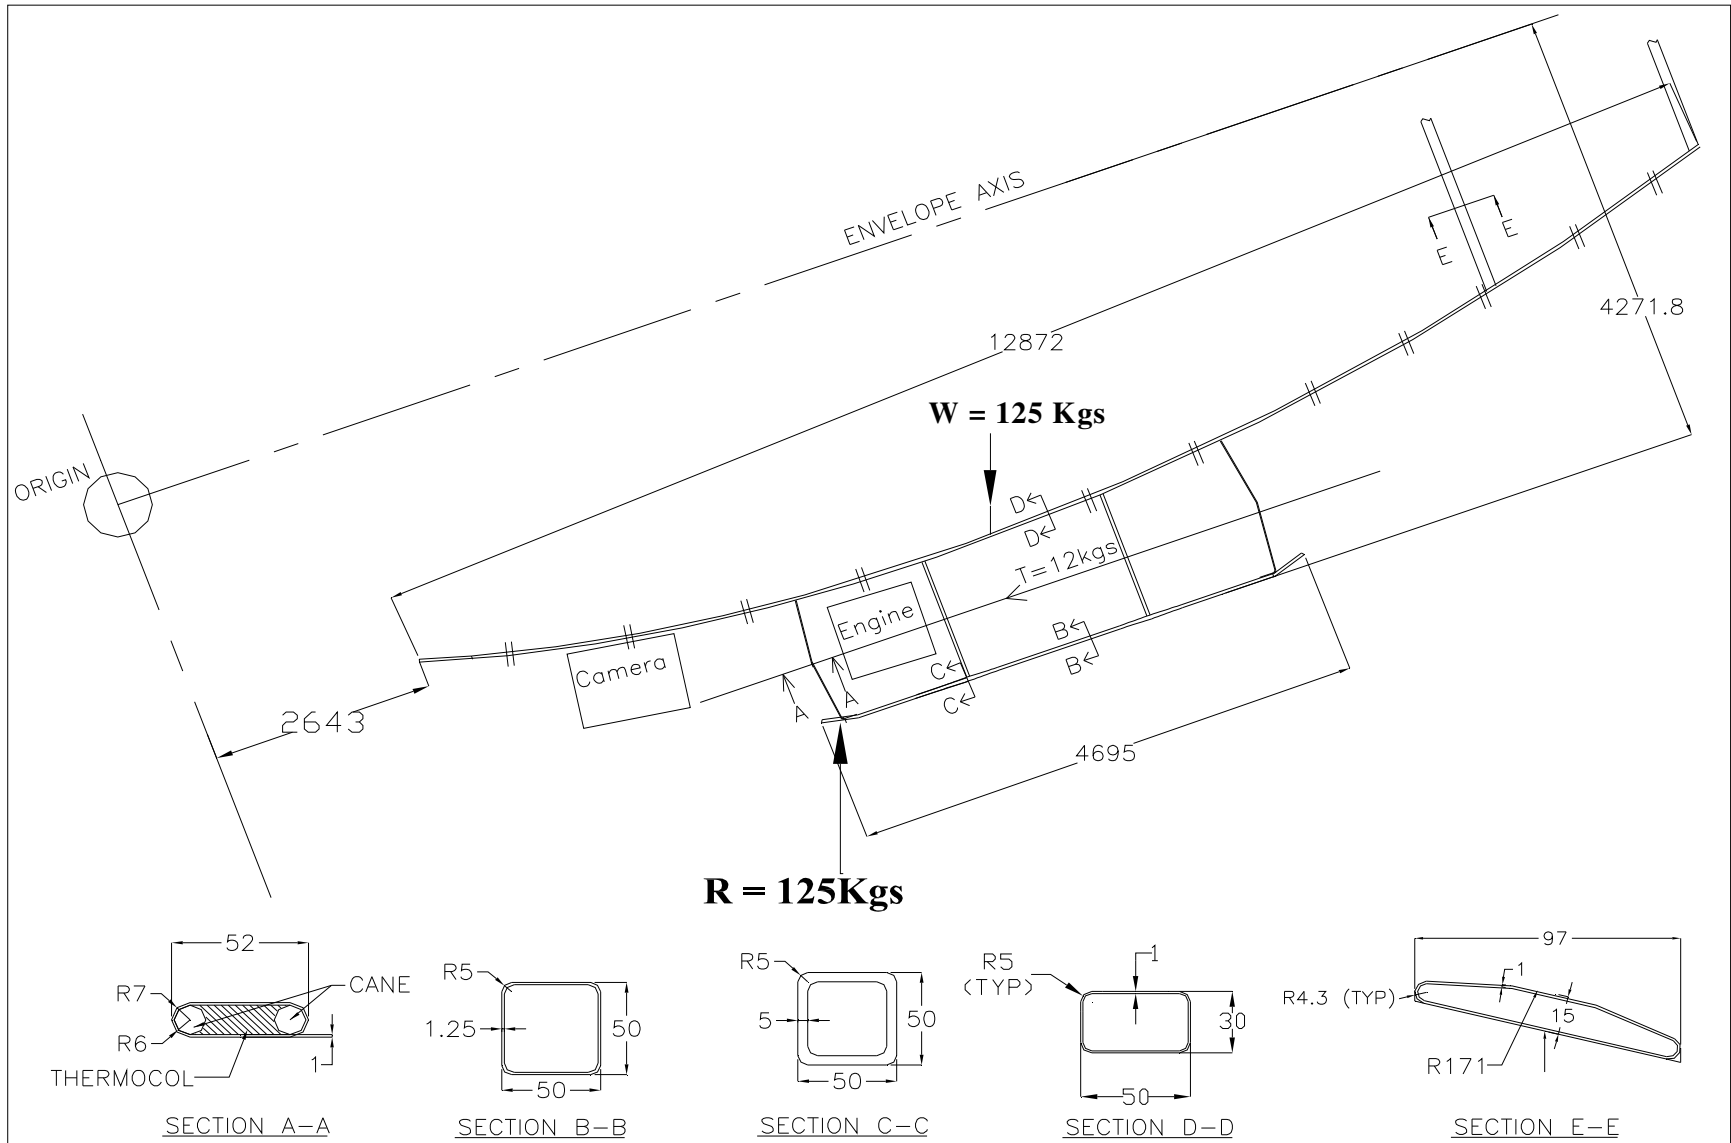 ENVELOPE AXIS
ORIGIN
4271.8
12872
W = 125 Kgs
D
D
E
E
T=12kgs
Engine
Camera
B
B
C
C
A
A
2643
4695
R = 125Kgs
52
R7
CANE
R6
THERMOCOL
1
SECTION A-A
R5
1.25
50
50
SECTION B-B
R5
5
50
50
SECTION C-C
R5
(TYP)
1
30
50
SECTION D-D
97
1
R4.3 (TYP)
15
R171
SECTION E-E